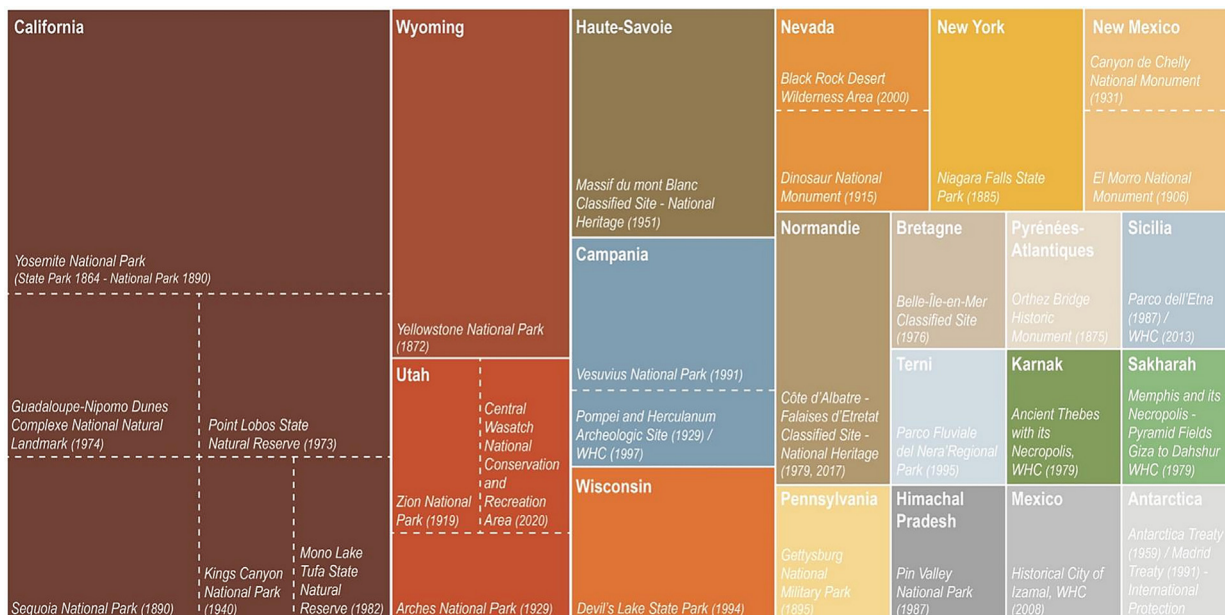 California
Yosemite National Park
(State Park 1864 - National Park 1890)
Guadaloupe-Nipomo Dunes
Complexe National Natural
Landmark (1974)
Point Lobos State
Natural Reserve (1973)
Sequoia National Park (1890)
Kings Canyon
National Park
(1940)
Mono Lake
Tufa State
Natural
Reserve (1982)
Wyoming
Yellowstone National Park
(1872)
Utah
Zion National
Park (1919)
Central
Wasatch
National
Conservation
and
Recreation
Area (2020)
Arches National Park (1929)
Haute-Savoie
Massif du mont Blanc
Classified Site - National
Heritage (1951)
Campania
Vesuvius National Park (1991)
Pompei and Herculanum
Archeologic Site (1929) /
WHC (1997)
Wisconsin
Devil's Lake State Park (1994)
Nevada
Black Rock Desert
Wilderness Area (2000)
Dinosaur National
Monument (1915)
New York
Niagara Falls State
Park (1885)
New Mexico
Canyon de Chelly
National Monument
(1931)
El Morro National
Monument (1906)
Normandie
Côte d'Albatre -
Falaises d'Etretat
Classified Site -
National Heritage
(1979, 2017)
Bretagne
Belle-Île-en-Mer
Classified Site
(1976)
Pyrénées-
Atlantiques
Orthez Bridge
Historic
Monument (1875)
Sicilia
Parco dell'Etna
(1987) /
WHC (2013)
Terni
Parco Fluviale
del Nera'Regional
Park (1995)
Karnak
Ancient Thebes
with its
Necropolis,
WHC (1979)
Sakharah
Memphis and its
Necropolis -
Pyramid Fields
Giza to Dahshur
WHC (1979)
Pennsylvania
Gettysburg
National
Military Park
(1895)
Himachal
Pradesh
Pin Valley
National Park
(1987)
Mexico
Historical City of
Izamal, WHC
(2008)
Antarctica
Antarctica Treaty
(1959) / Madrid
Treaty (1991) -
International
Protection